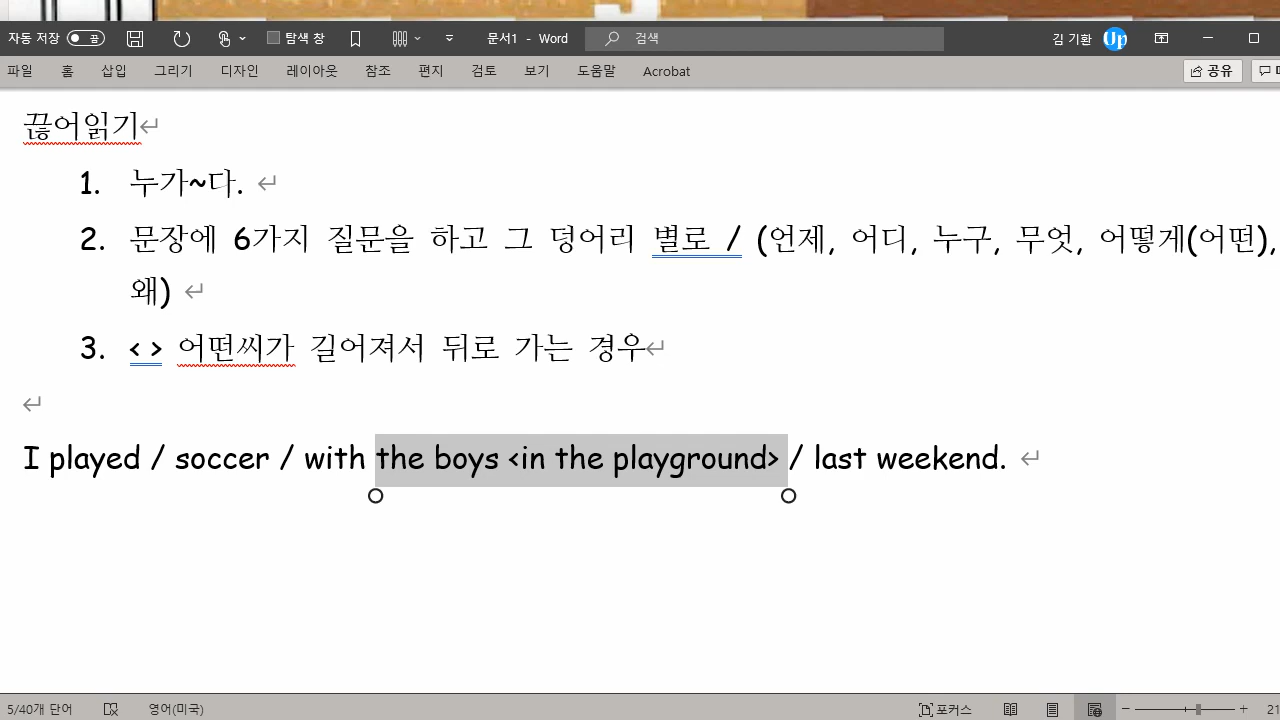 자동 저장 끔 탐색 창 문서1 - Word 검색 김 기환 Up
파일 홈 삽입 그리기 디자인 레이아웃 참조 편지 검토 보기 도움말 Acrobat 공유
끊어읽기
1. 누가~다.
2. 문장에 6가지 질문을 하고 그 덩어리 별로 / (언제, 어디, 누구, 무엇, 어떻게(어떤),
왜)
3. < > 어떤씨가 길어져서 뒤로 가는 경우
I played / soccer / with the boys <in the playground> / last weekend.
5/40개 단어 영어(미국) 포커스